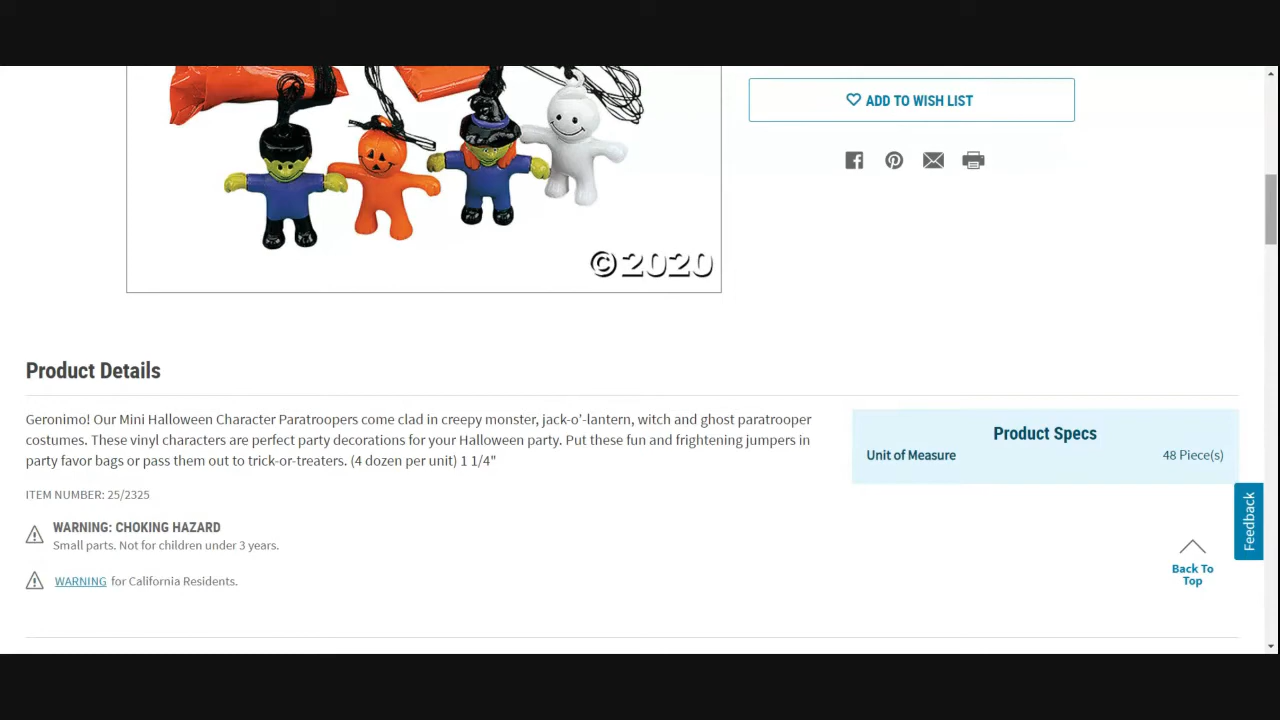 ADD TO WISH LIST
©2020
Product Details
Geronimo! Our Mini Halloween Character Paratroopers come clad in creepy monster, jack-o’-lantern, witch and ghost paratrooper
costumes. These vinyl characters are perfect party decorations for your Halloween party. Put these fun and frightening jumpers in
party favor bags or pass them out to trick-or-treaters. (4 dozen per unit) 1 1/4"
ITEM NUMBER: 25/2325
WARNING: CHOKING HAZARD
Small parts. Not for children under 3 years.
WARNING for California Residents.
Product Specs
Unit of Measure 48 Piece(s)
Feedback
Back To
Top